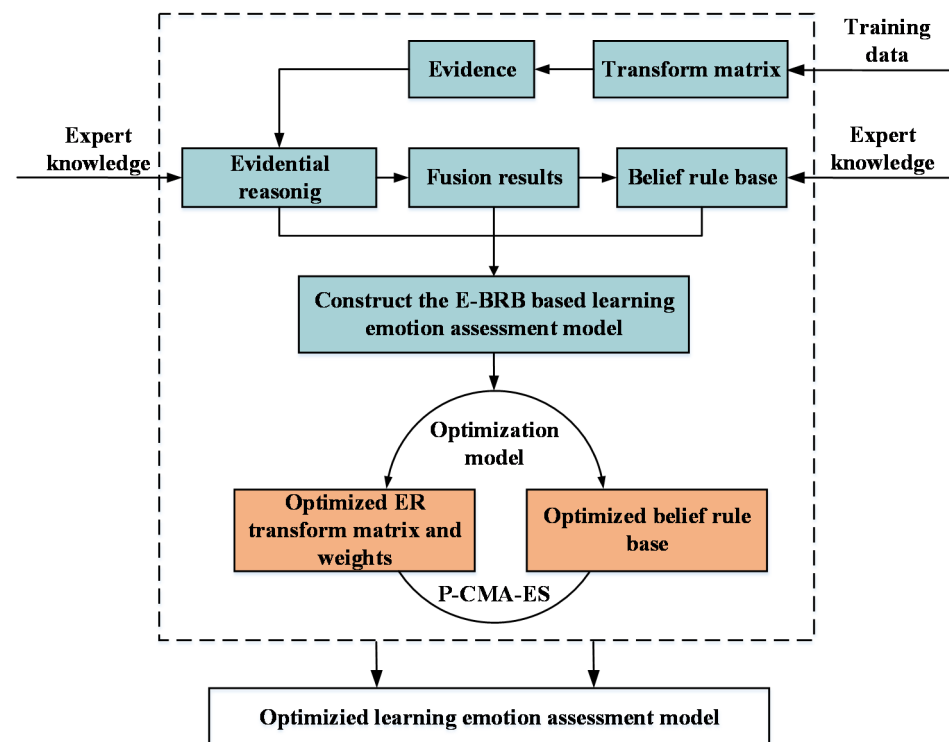 Training
data
Evidence
Transform matrix
Expert
knowledge
Evidential
reasonig
Fusion results
Belief rule base
Expert
knowledge
Construct the E-BRB based learning
emotion assessment model
Optimization
model
Optimized ER
transform matrix and
weights
Optimized belief rule
base
P-CMA-ES
Optimizied learning emotion assessment model